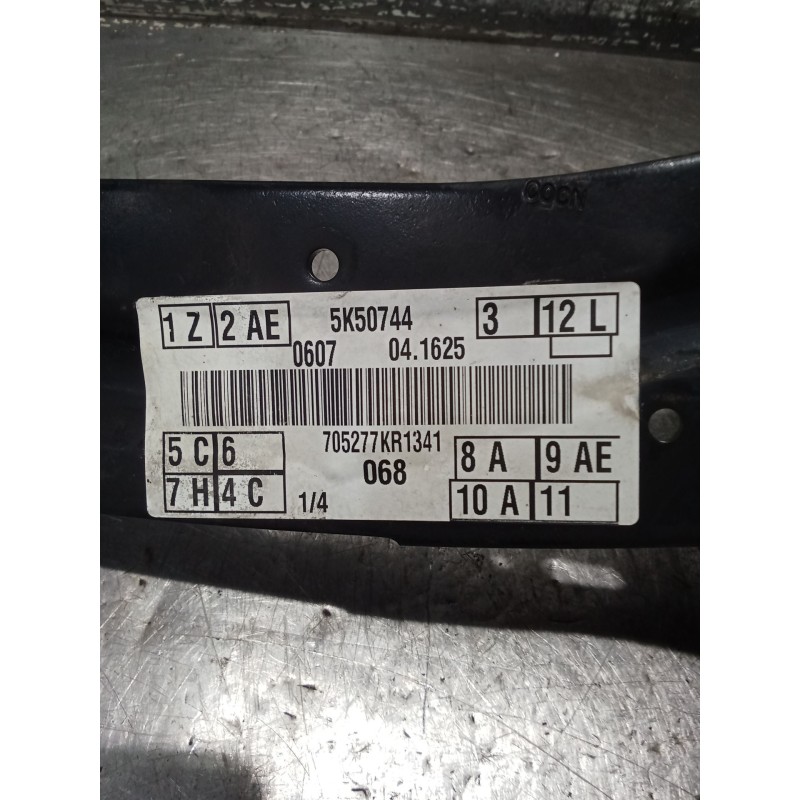 1 Z 2 AE 5K50744 3 12 L
0607 04.1625
705277KR1341
5 C 6 068 8 A 9 AE
7 H 4 C 1/4 10 A 11